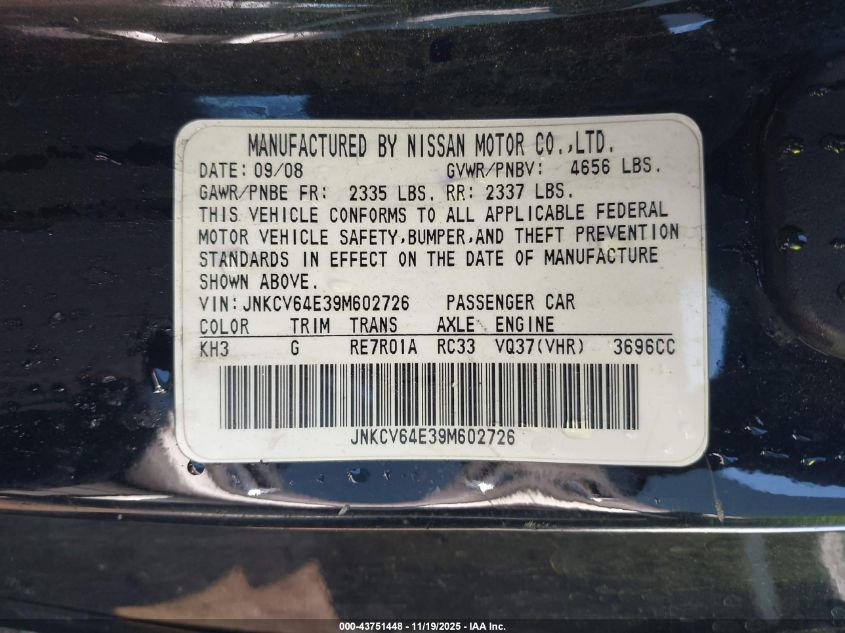 MANUFACTURED BY NISSAN MOTOR CO.,LTD.
DATE: 09/08 GVWR/PNBV: 4656 LBS.
GAWR/PNBE FR: 2335 LBS. RR: 2337 LBS.
THIS VEHICLE CONFORMS TO ALL APPLICABLE FEDERAL
MOTOR VEHICLE SAFETY,BUMPER,AND THEFT PREVENTION
STANDARDS IN EFFECT ON THE DATE OF MANUFACTURE
SHOWN ABOVE.
VIN:JNKCV64E39M602726 PASSENGER CAR
COLOR TRIM TRANS AXLE ENGINE
KH3 G RE7R01A RC33 VQ37(VHR) 3696CC
JNKCV64E39M602726
000-43751448 - 11/19/2025 - IAA Inc.